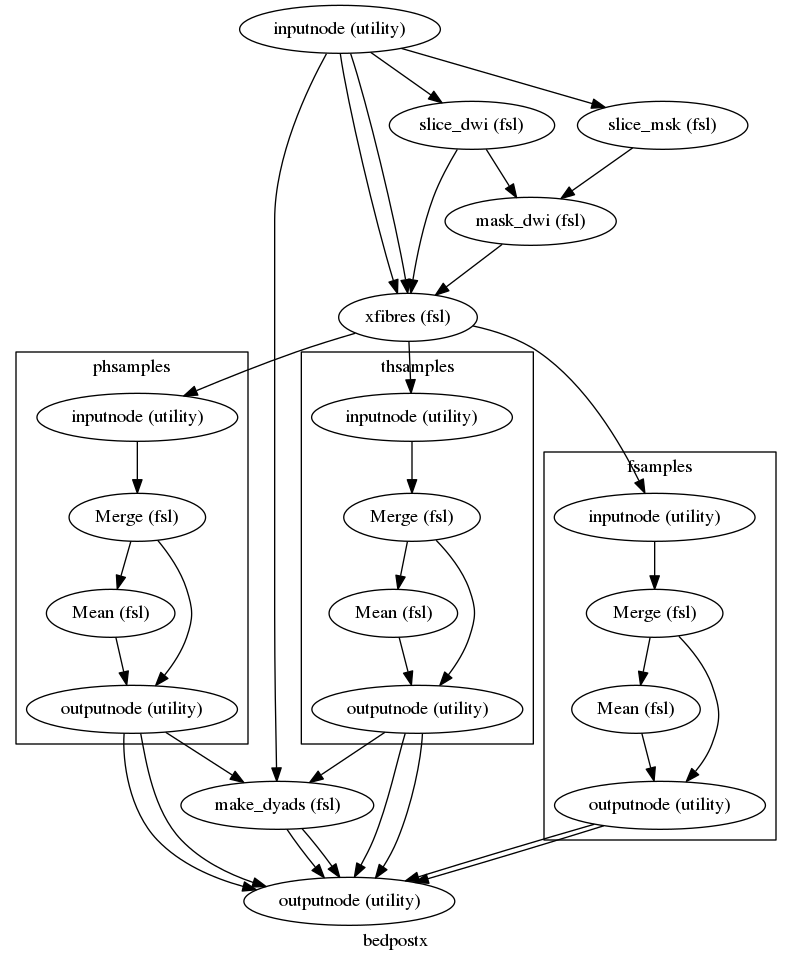 inputnode (utility)
slice_dwi (fsl)
slice_msk (fsl)
mask_dwi (fsl)
xfibres (fsl)
phsamples
thsamples
inputnode (utility)
inputnode (utility)
fsamples
Merge (fsl)
Merge (fsl)
inputnode (utility)
Mean (fsl)
Mean (fsl)
Merge (fsl)
outputnode (utility)
outputnode (utility)
Mean (fsl)
make_dyads (fsl)
outputnode (utility)
outputnode (utility)
bedpostx